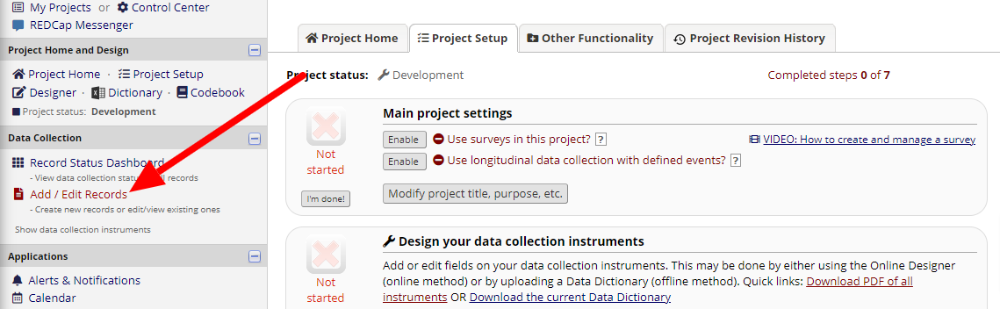 My Projects or Control Center
REDCap Messenger
Project Home and Design
Project Home · Project Setup
Designer · Dictionary · Codebook
Project status: Development
Data Collection
Record Status Dashboard
- View data collection status records
Add / Edit Records
- Create new records or edit/view existing ones
Show data collection instruments
Applications
Alerts & Notifications
Calendar
Project Home
Project Setup
Other Functionality
Project Revision History
Project status: Development
Completed steps 0 of 7
Not
started
I'm done!
Main project settings
Enable Use surveys in this project? ?
VIDEO: How to create and manage a survey
Enable Use longitudinal data collection with defined events? ?
Modify project title, purpose, etc.
Not
started
Design your data collection instruments
Add or edit fields on your data collection instruments. This may be done by either using the Online Designer
(online method) or by uploading a Data Dictionary (offline method). Quick links: Download PDF of all
instruments OR Download the current Data Dictionary